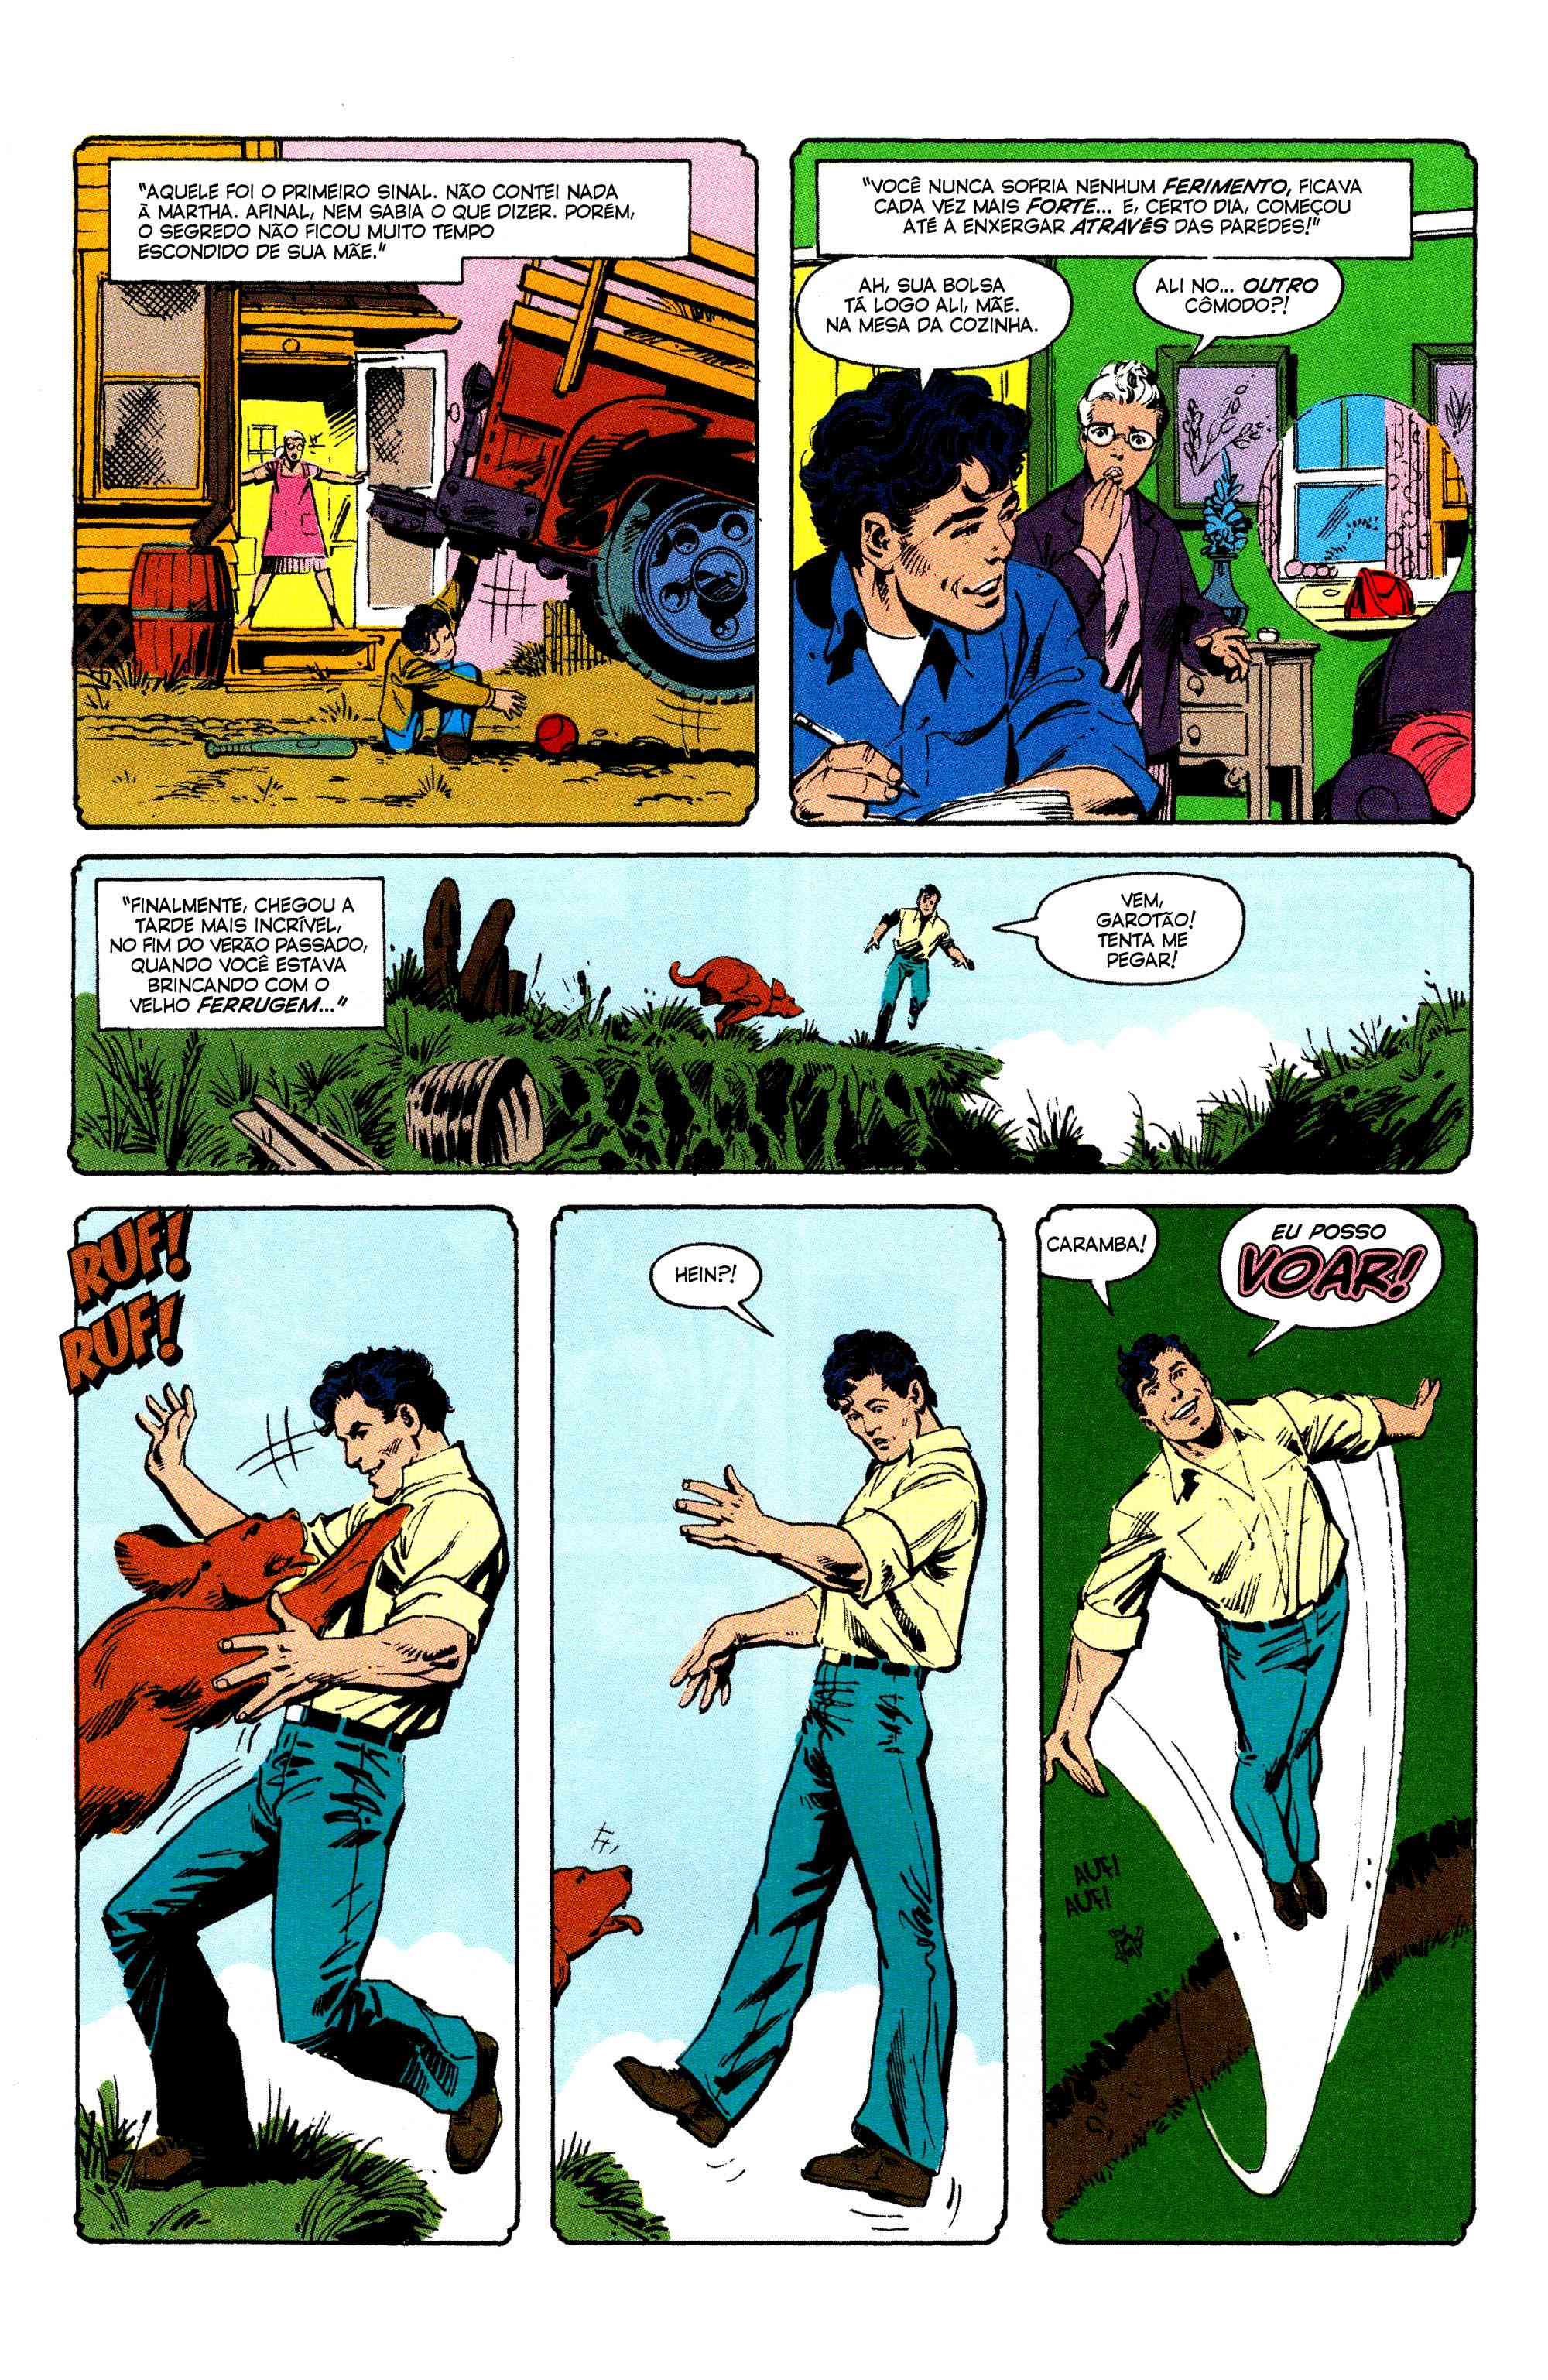 "AQUELE FOI O PRIMEIRO SINAL. NÃO CONTEI NADA
À MARTHA. AFINAL, NEM SABIA O QUE DIZER. PORÉM,
O SEGREDO NÃO FICOU MUITO TEMPO
ESCONDIDO DE SUA MÃE."
"VOCÊ NUNCA SOFRIA NENHUM FERIMENTO, FICAVA
CADA VEZ MAIS FORTE... E, CERTO DIA, COMEÇOU
ATÉ A ENXERGAR ATRAVÉS DAS PAREDES!"
AH, SUA BOLSA
TÁ LOGO ALI, MÃE.
NA MESA DA COZINHA.
ALI NO... OUTRO
CÔMODO?!
"FINALMENTE, CHEGOU A
TARDE MAIS INCRÍVEL,
NO FIM DO VERÃO PASSADO,
QUANDO VOCÊ ESTAVA
BRINCANDO COM O
VELHO FERRUGEM..."
VEM,
GAROTÃO!
TENTA ME
PEGAR!
RUF!
RUF!
HEIN?!
CARAMBA!
EU POSSO
VOAR!
AUF!
AUF!